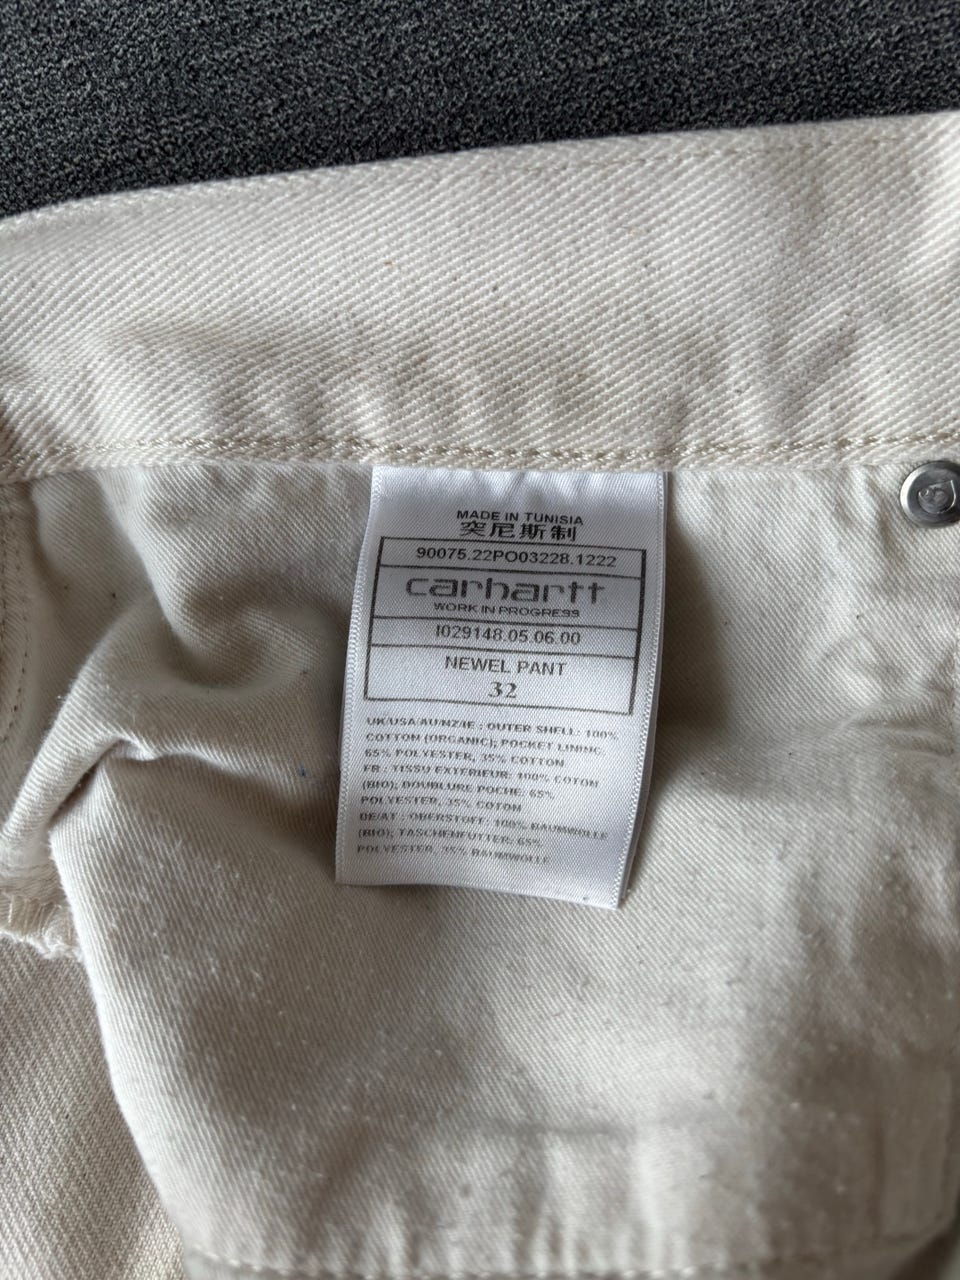 MADE IN TUNISIA
突尼斯制
90075.22PO03228.1222
carhartt
WORK IN PROGRESS
I029148.05.06.00
NEWEL PANT
32
UK/USA/AU/NZ/IE : OUTER SHELL: 100%
COTTON (ORGANIC); POCKET LINING:
65% POLYESTER, 35% COTTON
FR : TISSU EXTERIEUR: 100% COTON
(BIO); DOUBLURE POCHE: 65%
POLYESTER, 35% COTON
DE/AT : OBERSTOFF: 100% BAUMWOLLE
(BIO); TASCHENFUTTER: 65%
POLYESTER, 35% BAUMWOLLE